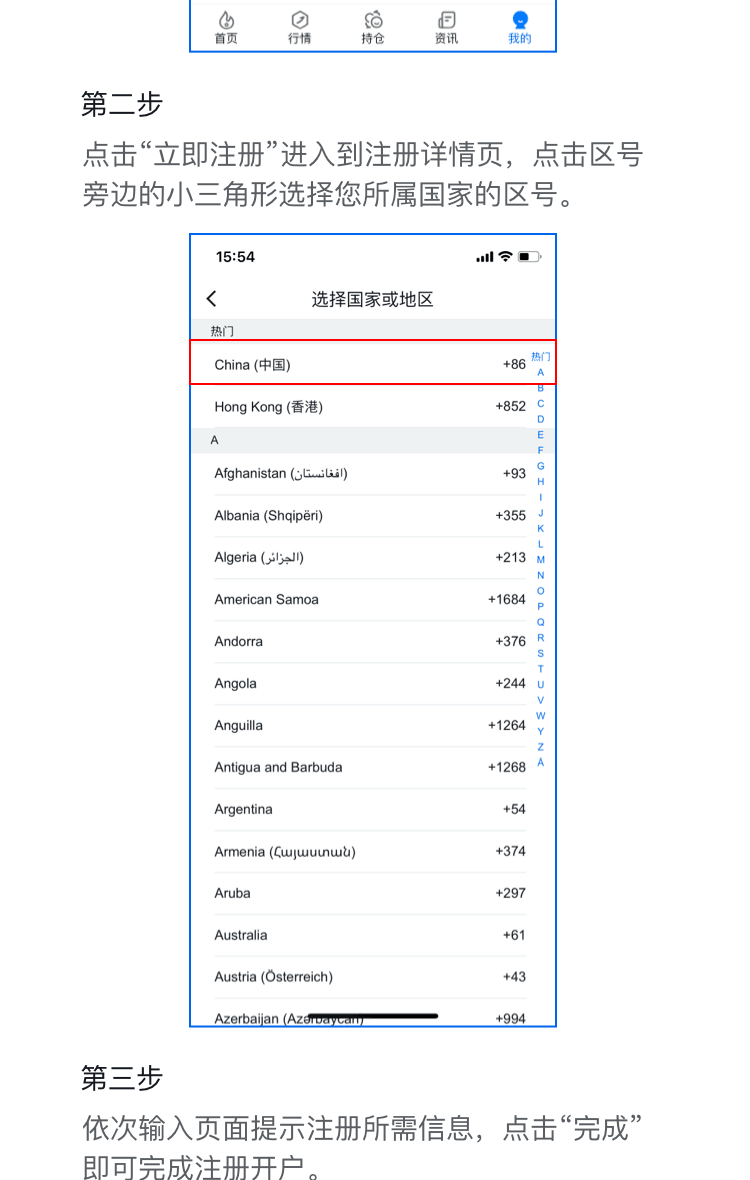 首页 行情 持仓 资讯 我的
第二步
点击“立即注册”进入到注册详情页，点击区号
旁边的小三角形选择您所属国家的区号。
15:54
选择国家或地区
热门
China (中国) +86
热门
A
B
Hong Kong (香港) +852
C
D
A
E
F
G
Afghanistan (افغانستان) +93
H
I
Albania (Shqipëri) +355
J
K
L
Algeria (الجزائر) +213
M
N
O
American Samoa +1684
P
Q
R
Andorra +376
S
T
U
Angola +244
V
W
Anguilla +1264
Y
Z
Å
Antigua and Barbuda +1268
Argentina +54
Armenia (Հայաստան) +374
Aruba +297
Australia +61
Austria (Österreich) +43
Azerbaijan (Azərbaycan) +994
第三步
依次输入页面提示注册所需信息，点击“完成”
即可完成注册开户。